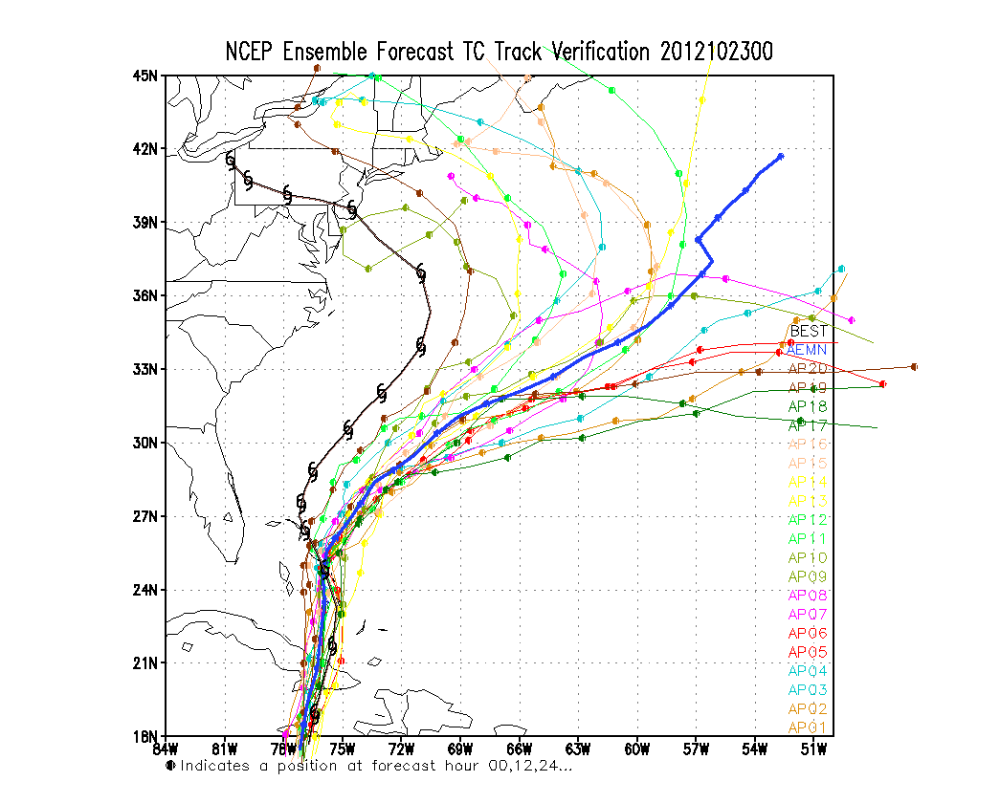 NCEP Ensemble Forecast TC Track Verification 2012102300
45N
42N
39N
36N
33N
30N
27N
24N
21N
18N
BEST
AEMN
AP20
AP19
AP18
AP17
AP16
AP15
AP14
AP13
AP12
AP11
AP10
AP09
AP08
AP07
AP06
AP05
AP04
AP03
AP02
AP01
84W 81W 78W 75W 72W 69W 66W 63W 60W 57W 54W 51W
Indicates a position at forecast hour 00,12,24...